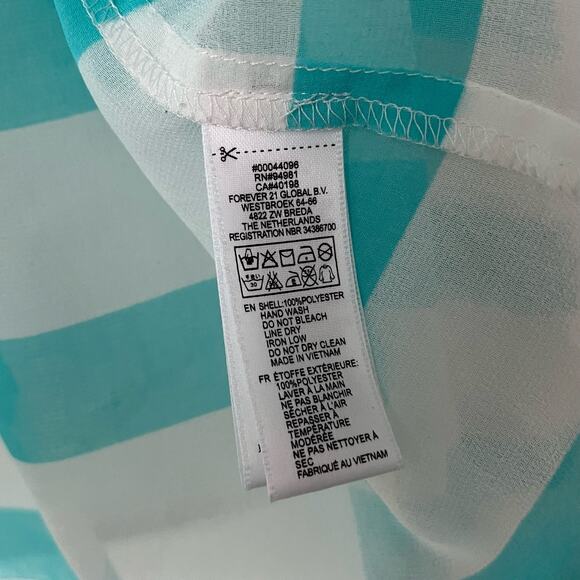 #00044096
RN#94981
CA#40198
FOREVER 21 GLOBAL B.V.
WESTBROEK 64-66
4822 ZW BREDA
THE NETHERLANDS
REGISTRATION NBR 34386700
EN SHELL:100%POLYESTER
HAND WASH
DO NOT BLEACH
LINE DRY
IRON LOW
DO NOT DRY CLEAN
MADE IN VIETNAM
FR ÉTOFFE EXTÉRIEURE:
100%POLYESTER
LAVER À LA MAIN
NE PAS BLANCHIR
SÉCHER À L'AIR
REPASSER À
TEMPÉRATURE
MODÉRÉE
NE PAS NETTOYER À
SEC
FABRIQUÉ AU VIETNAM